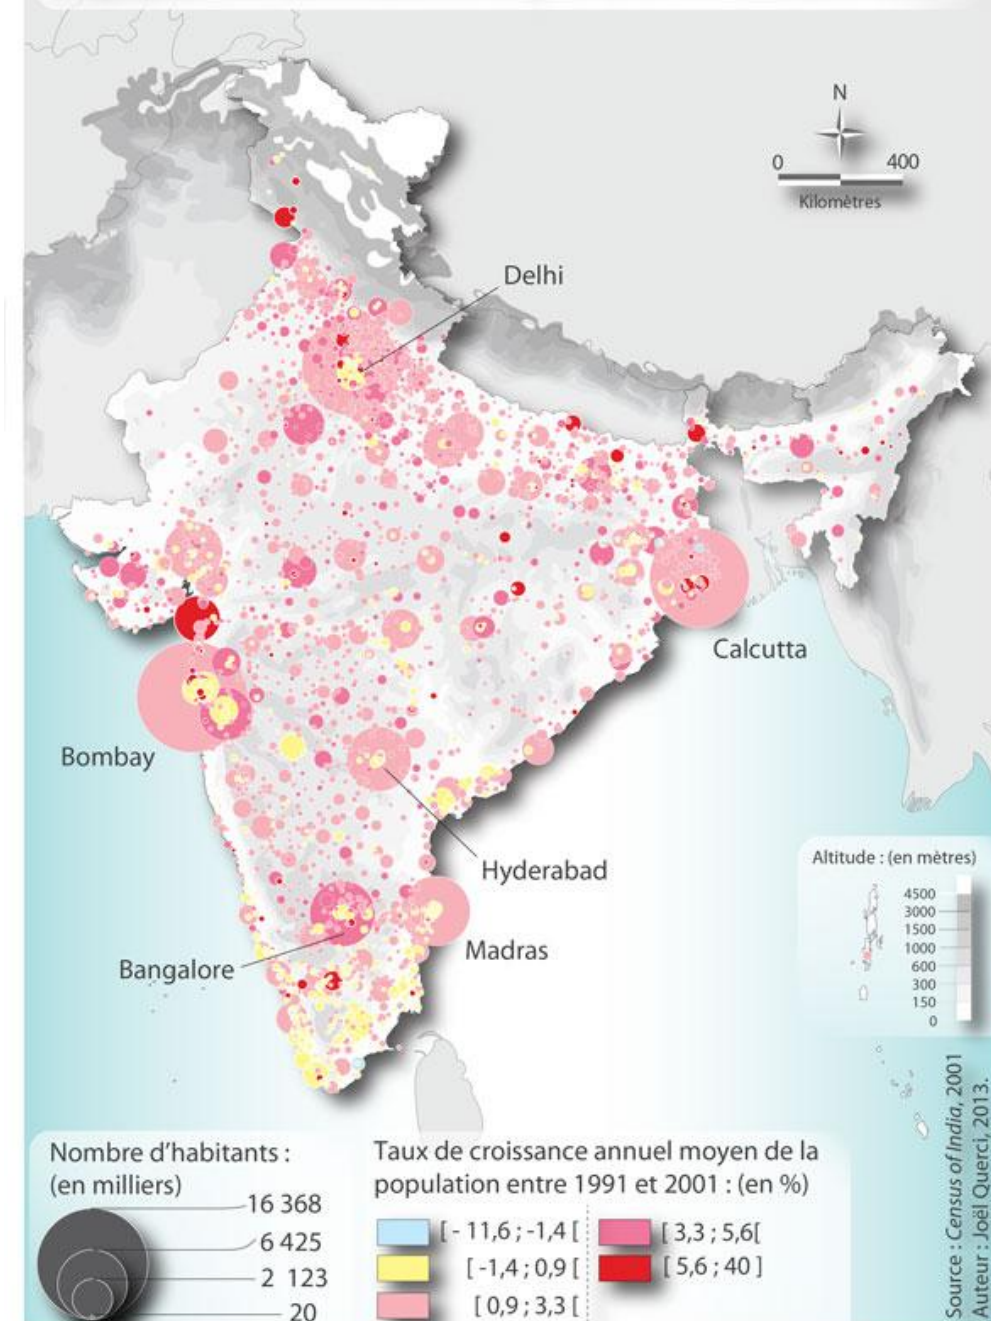 N
0 400
Kilomètres
Delhi
Calcutta
Bombay
Hyderabad
Madras
Bangalore
Altitude : (en mètres)
4500
3000
1500
1000
600
300
150
0
Nombre d'habitants :
(en milliers)
16 368
6 425
2 123
20
Taux de croissance annuel moyen de la
population entre 1991 et 2001 : (en %)
[ - 11,6 ; -1,4 [
[ -1,4 ; 0,9 [
[ 0,9 ; 3,3 [
[ 3,3 ; 5,6[
[ 5,6 ; 40 ]
Source : Census of India, 2001
Auteur : Joël Querci, 2013.